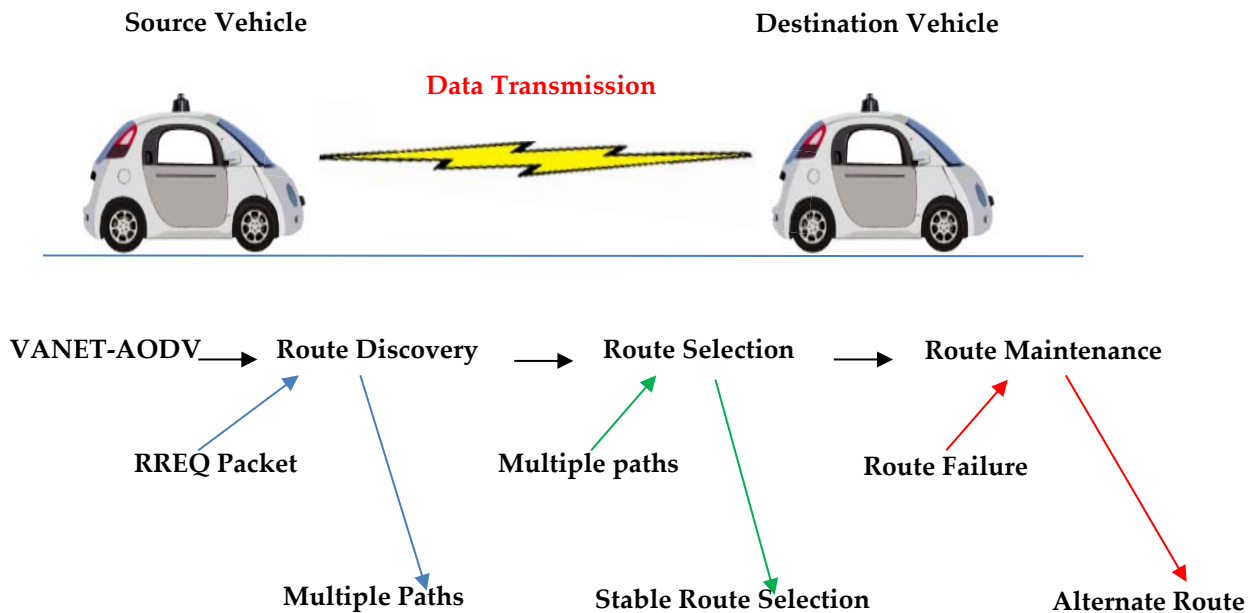 Source Vehicle
Destination Vehicle
Data Transmission
VANET-AODV
Route Discovery
Route Selection
Route Maintenance
RREQ Packet
Multiple paths
Route Failure
Multiple Paths
Stable Route Selection
Alternate Route